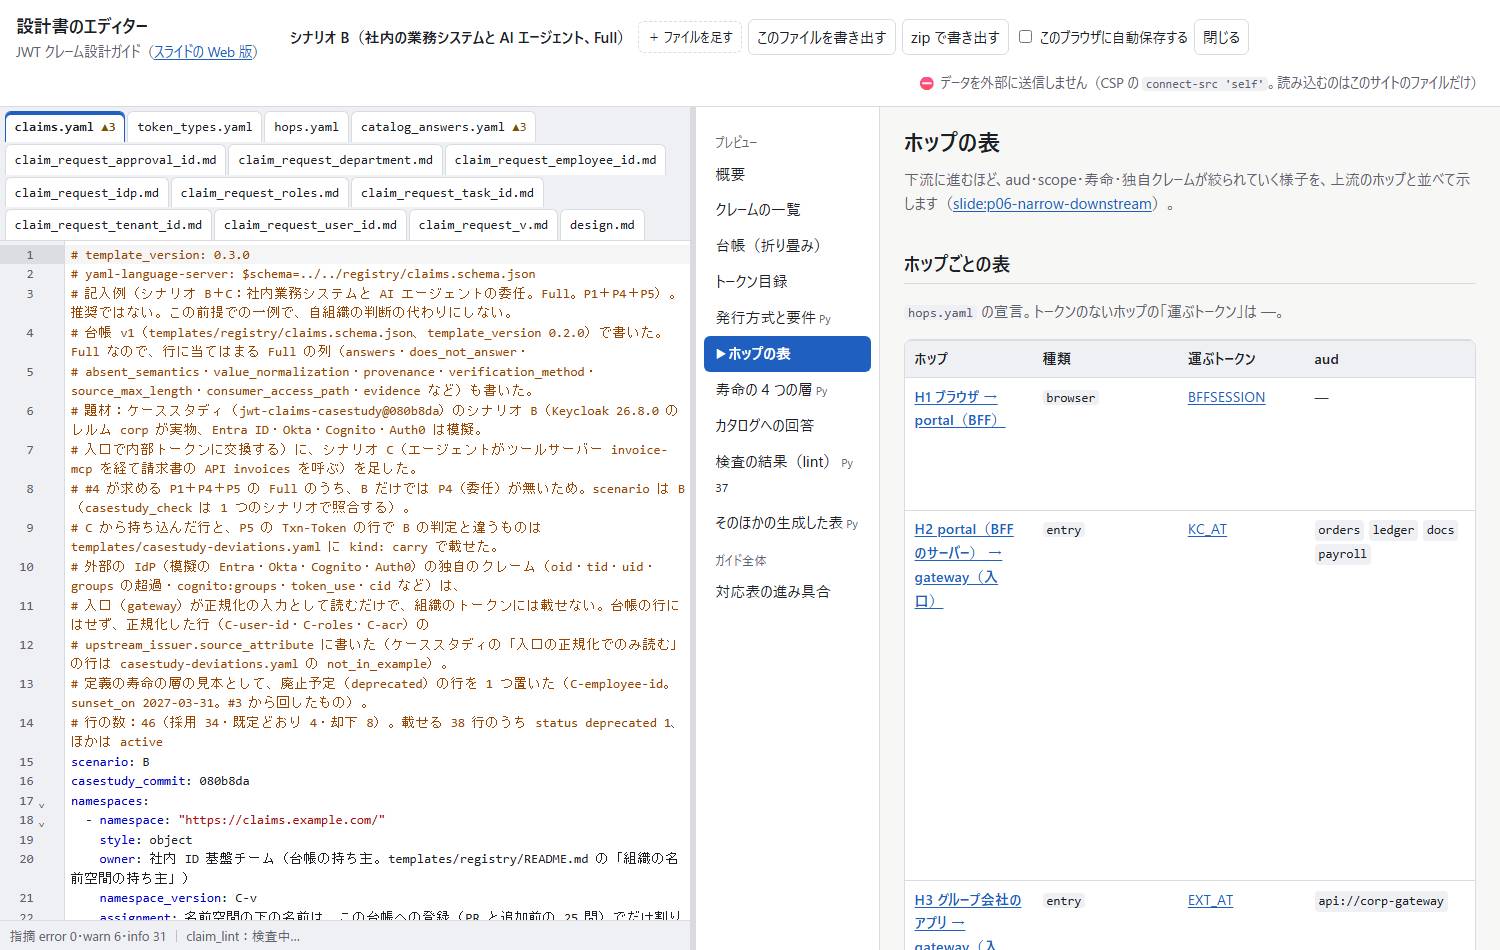 設計書のエディター
JWT クレーム設計ガイド（スライドの Web 版）
シナリオ B（社内の業務システムと AI エージェント、Full）
＋ ファイルを足す
このファイルを書き出す
zip で書き出す
このブラウザに自動保存する
閉じる
⛔ データを外部に送信しません（CSP の connect-src 'self'。読み込むのはこのサイトのファイルだけ）
claims.yaml ▲3
token_types.yaml
hops.yaml
catalog_answers.yaml ▲3
claim_request_approval_id.md
claim_request_department.md
claim_request_employee_id.md
claim_request_idp.md
claim_request_roles.md
claim_request_task_id.md
claim_request_tenant_id.md
claim_request_user_id.md
claim_request_v.md
design.md
1 # template_version: 0.3.0
2 # yaml-language-server: $schema=../../registry/claims.schema.json
3 # 記入例（シナリオ B＋C：社内業務システムと AI エージェントの委任。Full。P1＋P4＋P5）。
推奨ではない。この前提での一例で、自組織の判断の代わりにしない。
4 # 台帳 v1（templates/registry/claims.schema.json、template_version 0.2.0）で書いた。
Full なので、行に当てはまる Full の列（answers・does_not_answer・
5 # absent_semantics・value_normalization・provenance・verification_method・
source_max_length・consumer_access_path・evidence など）も書いた。
6 # 題材：ケーススタディ（jwt-claims-casestudy@080b8da）のシナリオ B（Keycloak 26.8.0 の
レルム corp が実物、Entra ID・Okta・Cognito・Auth0 は模擬。
7 # 入口で内部トークンに交換する）に、シナリオ C（エージェントがツールサーバー invoice-
mcp を経て請求書の API invoices を呼ぶ）を足した。
8 # #4 が求める P1＋P4＋P5 の Full のうち、B だけでは P4（委任）が無いため。scenario は B
（casestudy_check は 1 つのシナリオで照合する）。
9 # C から持ち込んだ行と、P5 の Txn-Token の行で B の判定と違うものは
templates/casestudy-deviations.yaml に kind: carry で載せた。
10 # 外部の IdP（模擬の Entra・Okta・Cognito・Auth0）の独自のクレーム（oid・tid・uid・
groups の超過・cognito:groups・token_use・cid など）は、
11 # 入口（gateway）が正規化の入力として読むだけで、組織のトークンには載せない。台帳の行に
はせず、正規化した行（C-user-id・C-roles・C-acr）の
12 # upstream_issuer.source_attribute に書いた（ケーススタディの「入口の正規化でのみ読む」
の行は casestudy-deviations.yaml の not_in_example）。
13 # 定義の寿命の層の見本として、廃止予定（deprecated）の行を 1 つ置いた（C-employee-id。
sunset_on 2027-03-31。#3 から回したもの）。
14 # 行の数：46（採用 34・既定どおり 4・却下 8）。載せる 38 行のうち status deprecated 1、
ほかは active
15 scenario: B
16 casestudy_commit: 080b8da
17 namespaces:
18 - namespace: "https://claims.example.com/"
19 style: object
20 owner: 社内 ID 基盤チーム（台帳の持ち主。templates/registry/README.md の「組織の名
前空間の持ち主」）
21 namespace_version: C-v
22 assignment: 名前空間の下の名前は、この台帳への登録（PR と追加前の 25 問）でだけ割り
指摘 error 0・warn 6・info 31
claim_lint：検査中…
プレビュー
概要
クレームの一覧
台帳（折り畳み）
トークン目録
発行方式と要件 Py
▶ホップの表
寿命の 4 つの層 Py
カタログへの回答
検査の結果（lint） Py
37
そのほかの生成した表 Py
ガイド全体
対応表の進み具合
ホップの表
下流に進むほど、aud・scope・寿命・独自クレームが絞られていく様子を、上流のホップと並べて示
します（slide:p06-narrow-downstream）。
ホップごとの表
hops.yaml の宣言。トークンのないホップの「運ぶトークン」は —。
ホップ 種類 運ぶトークン aud
H1 ブラウザ → browser BFFSESSION —
portal（BFF）
H2 portal（BFF entry KC_AT orders ledger docs
のサーバー） → payroll
gateway（入
口）
H3 グループ会社の entry EXT_AT api://corp-gateway
アプリ →
gateway（入